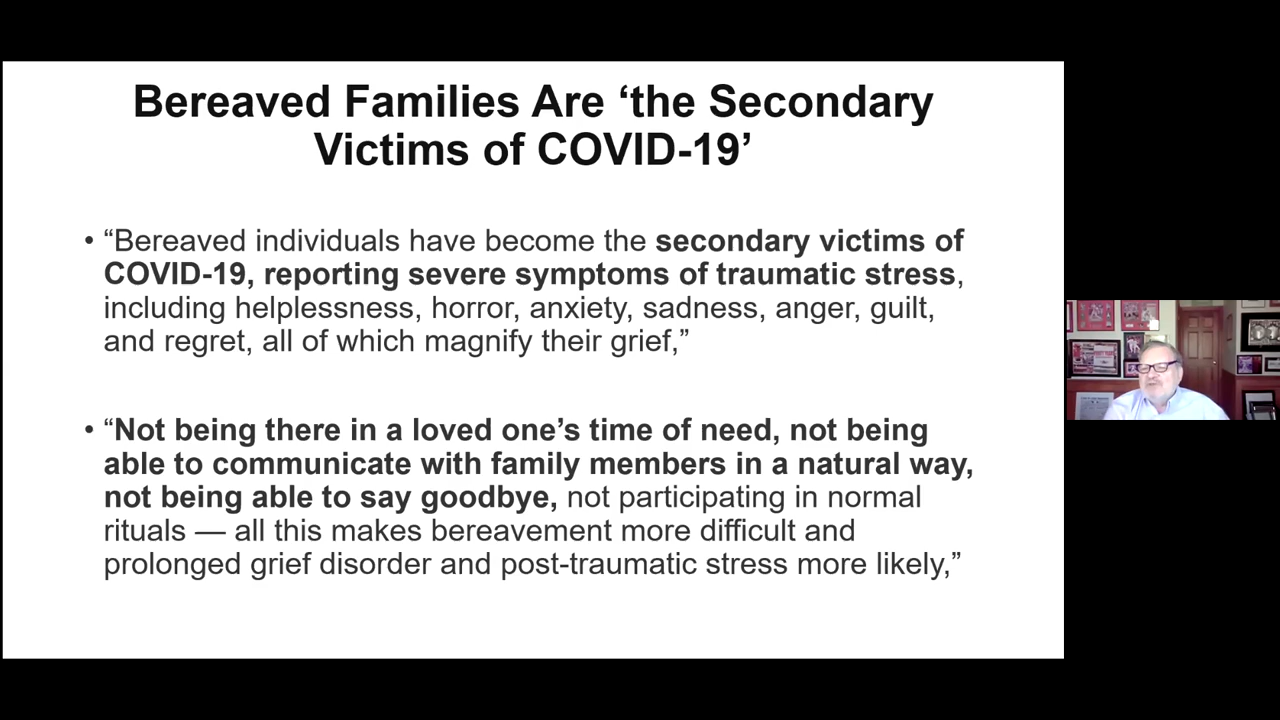 Bereaved Families Are ‘the Secondary
Victims of COVID-19’
• “Bereaved individuals have become the secondary victims of
COVID-19, reporting severe symptoms of traumatic stress,
including helplessness, horror, anxiety, sadness, anger, guilt,
and regret, all of which magnify their grief,”
• “Not being there in a loved one’s time of need, not being
able to communicate with family members in a natural way,
not being able to say goodbye, not participating in normal
rituals — all this makes bereavement more difficult and
prolonged grief disorder and post-traumatic stress more likely,”